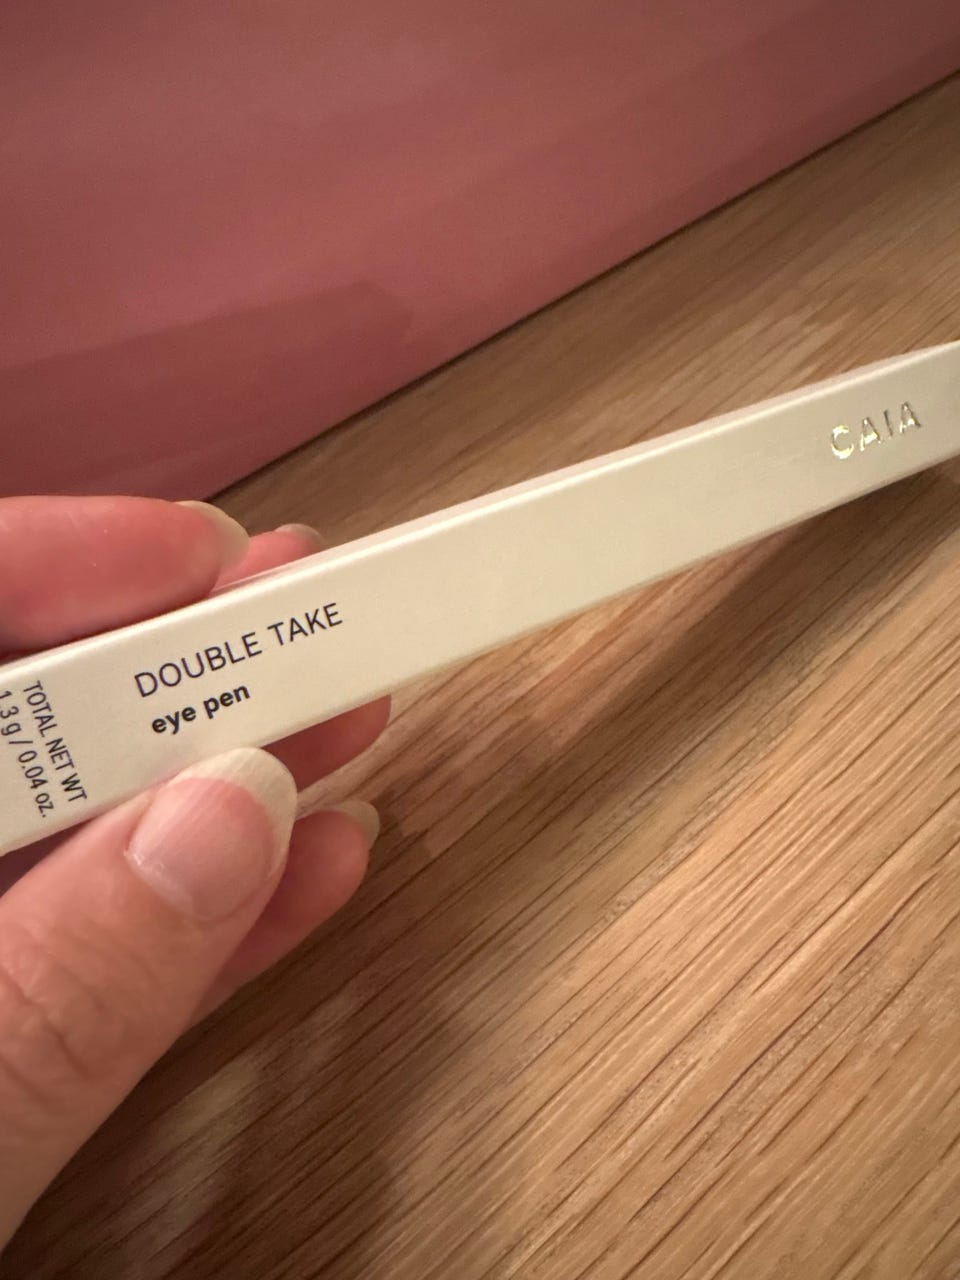 CAIA
DOUBLE TAKE
eye pen
TOTAL NET WT
1.3 g / 0.04 oz.